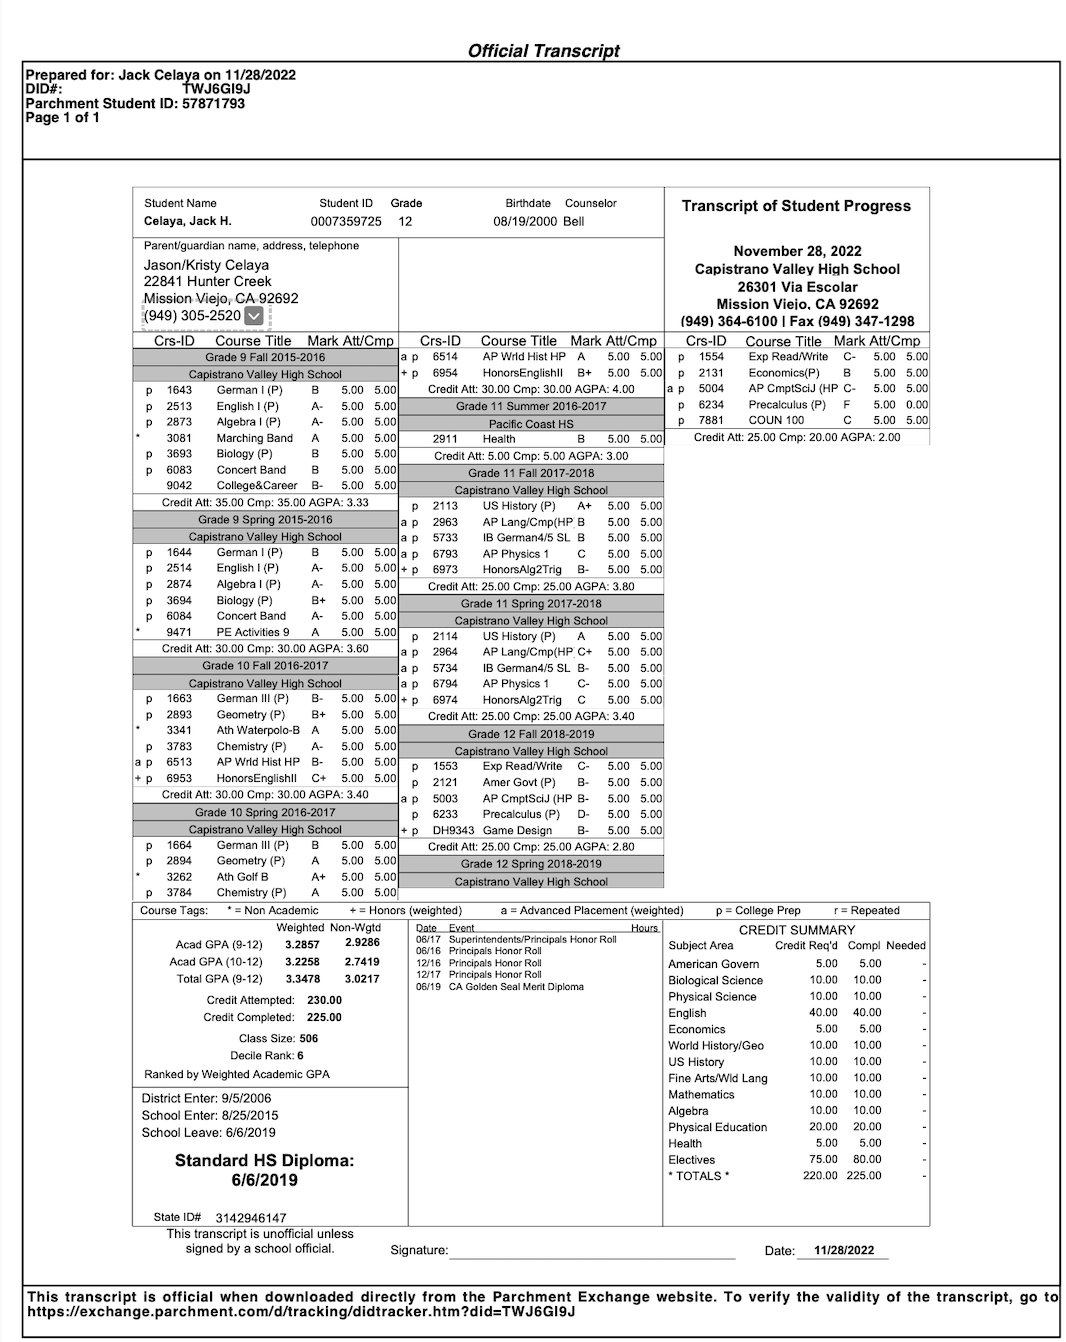 Official Transcript
Prepared for: Jack Celaya on 11/28/2022
DID#: TWJ6GI9J
Parchment Student ID: 57871793
Page 1 of 1
Student Name Student ID Grade Birthdate Counselor
Celaya, Jack H. 0007359725 12 08/19/2000 Bell
Parent/guardian name, address, telephone
Jason/Kristy Celaya
22841 Hunter Creek
Mission Viejo, CA 92692
(949) 305-2520
Transcript of Student Progress
November 28, 2022
Capistrano Valley High School
26301 Via Escolar
Mission Viejo, CA 92692
(949) 364-6100 | Fax (949) 347-1298
Crs-ID Course Title Mark Att/Cmp
Grade 9 Fall 2015-2016
Capistrano Valley High School
p 1643 German I (P) B 5.00 5.00
p 2513 English I (P) A- 5.00 5.00
p 2873 Algebra I (P) A- 5.00 5.00
* 3081 Marching Band A 5.00 5.00
p 3693 Biology (P) B 5.00 5.00
p 6083 Concert Band B 5.00 5.00
9042 College&Career B- 5.00 5.00
Credit Att: 35.00 Cmp: 35.00 AGPA: 3.33
Grade 9 Spring 2015-2016
Capistrano Valley High School
p 1644 German I (P) B 5.00 5.00
p 2514 English I (P) A- 5.00 5.00
p 2874 Algebra I (P) A- 5.00 5.00
p 3694 Biology (P) B+ 5.00 5.00
p 6084 Concert Band A- 5.00 5.00
* 9471 PE Activities 9 A 5.00 5.00
Credit Att: 30.00 Cmp: 30.00 AGPA: 3.60
Grade 10 Fall 2016-2017
Capistrano Valley High School
p 1663 German III (P) B- 5.00 5.00
p 2893 Geometry (P) B+ 5.00 5.00
* 3341 Ath Waterpolo-B A 5.00 5.00
p 3783 Chemistry (P) A- 5.00 5.00
a p 6513 AP Wrld Hist HP B- 5.00 5.00
+ p 6953 HonorsEnglishII C+ 5.00 5.00
Credit Att: 30.00 Cmp: 30.00 AGPA: 3.40
Grade 10 Spring 2016-2017
Capistrano Valley High School
p 1664 German III (P) B 5.00 5.00
p 2894 Geometry (P) A 5.00 5.00
* 3262 Ath Golf B A+ 5.00 5.00
p 3784 Chemistry (P) A 5.00 5.00
Crs-ID Course Title Mark Att/Cmp
a p 6514 AP Wrld Hist HP A 5.00 5.00
+ p 6954 HonorsEnglishII B+ 5.00 5.00
Credit Att: 30.00 Cmp: 30.00 AGPA: 4.00
Grade 11 Summer 2016-2017
Pacific Coast HS
2911 Health B 5.00 5.00
Credit Att: 5.00 Cmp: 5.00 AGPA: 3.00
Grade 11 Fall 2017-2018
Capistrano Valley High School
p 2113 US History (P) A+ 5.00 5.00
a p 2963 AP Lang/Cmp(HP B 5.00 5.00
a p 5733 IB German4/5 SL B 5.00 5.00
a p 6793 AP Physics 1 C 5.00 5.00
+ p 6973 HonorsAlg2Trig B- 5.00 5.00
Credit Att: 25.00 Cmp: 25.00 AGPA: 3.80
Grade 11 Spring 2017-2018
Capistrano Valley High School
p 2114 US History (P) A 5.00 5.00
a p 2964 AP Lang/Cmp(HP C+ 5.00 5.00
a p 5734 IB German4/5 SL B- 5.00 5.00
a p 6794 AP Physics 1 C- 5.00 5.00
+ p 6974 HonorsAlg2Trig C 5.00 5.00
Credit Att: 25.00 Cmp: 25.00 AGPA: 3.40
Grade 12 Fall 2018-2019
Capistrano Valley High School
p 1553 Exp Read/Write C- 5.00 5.00
p 2121 Amer Govt (P) B- 5.00 5.00
a p 5003 AP CmptSciJ (HP B- 5.00 5.00
p 6233 Precalculus (P) D- 5.00 5.00
+ p DH9343 Game Design B- 5.00 5.00
Credit Att: 25.00 Cmp: 25.00 AGPA: 2.80
Grade 12 Spring 2018-2019
Capistrano Valley High School
Crs-ID Course Title Mark Att/Cmp
p 1554 Exp Read/Write C- 5.00 5.00
p 2131 Economics(P) B 5.00 5.00
a p 5004 AP CmptSciJ (HP C- 5.00 5.00
p 6234 Precalculus (P) F 5.00 0.00
p 7881 COUN 100 C 5.00 5.00
Credit Att: 25.00 Cmp: 20.00 AGPA: 2.00
Course Tags: * = Non Academic + = Honors (weighted) a = Advanced Placement (weighted) p = College Prep r = Repeated
Weighted Non-Wgtd
Acad GPA (9-12) 3.2857 2.9286
Acad GPA (10-12) 3.2258 2.7419
Total GPA (9-12) 3.3478 3.0217
Credit Attempted: 230.00
Credit Completed: 225.00
Class Size: 506
Decile Rank: 6
Ranked by Weighted Academic GPA
District Enter: 9/5/2006
School Enter: 8/25/2015
School Leave: 6/6/2019
Standard HS Diploma:
6/6/2019
State ID# 3142946147
Date Event Hours
06/17 Superintendents/Principals Honor Roll
06/16 Principals Honor Roll
12/16 Principals Honor Roll
12/17 Principals Honor Roll
06/19 CA Golden Seal Merit Diploma
CREDIT SUMMARY
Subject Area Credit Req'd Compl Needed
American Govern 5.00 5.00 -
Biological Science 10.00 10.00 -
Physical Science 10.00 10.00 -
English 40.00 40.00 -
Economics 5.00 5.00 -
World History/Geo 10.00 10.00 -
US History 10.00 10.00 -
Fine Arts/Wld Lang 10.00 10.00 -
Mathematics 10.00 10.00 -
Algebra 10.00 10.00 -
Physical Education 20.00 20.00 -
Health 5.00 5.00 -
Electives 75.00 80.00 -
* TOTALS * 220.00 225.00 -
This transcript is unofficial unless
signed by a school official.
Signature: Date: 11/28/2022
This transcript is official when downloaded directly from the Parchment Exchange website. To verify the validity of the transcript, go to
https://exchange.parchment.com/d/tracking/didtracker.htm?did=TWJ6GI9J